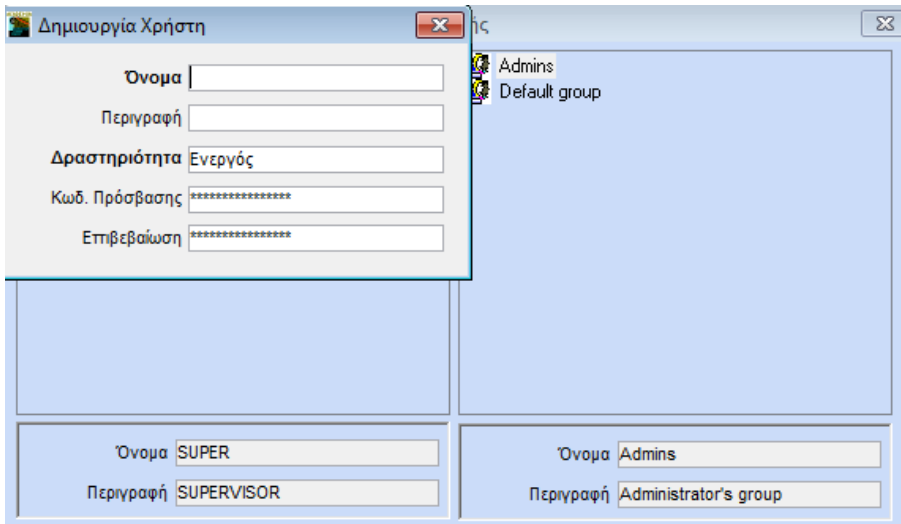 Δημιουργία Χρήστη
ής
Όνομα
Περιγραφή
Δραστηριότητα Ενεργός
Κωδ. Πρόσβασης ****************
Επιβεβαίωση ****************
Admins
Default group
Όνομα SUPER
Περιγραφή SUPERVISOR
Όνομα Admins
Περιγραφή Administrator's group